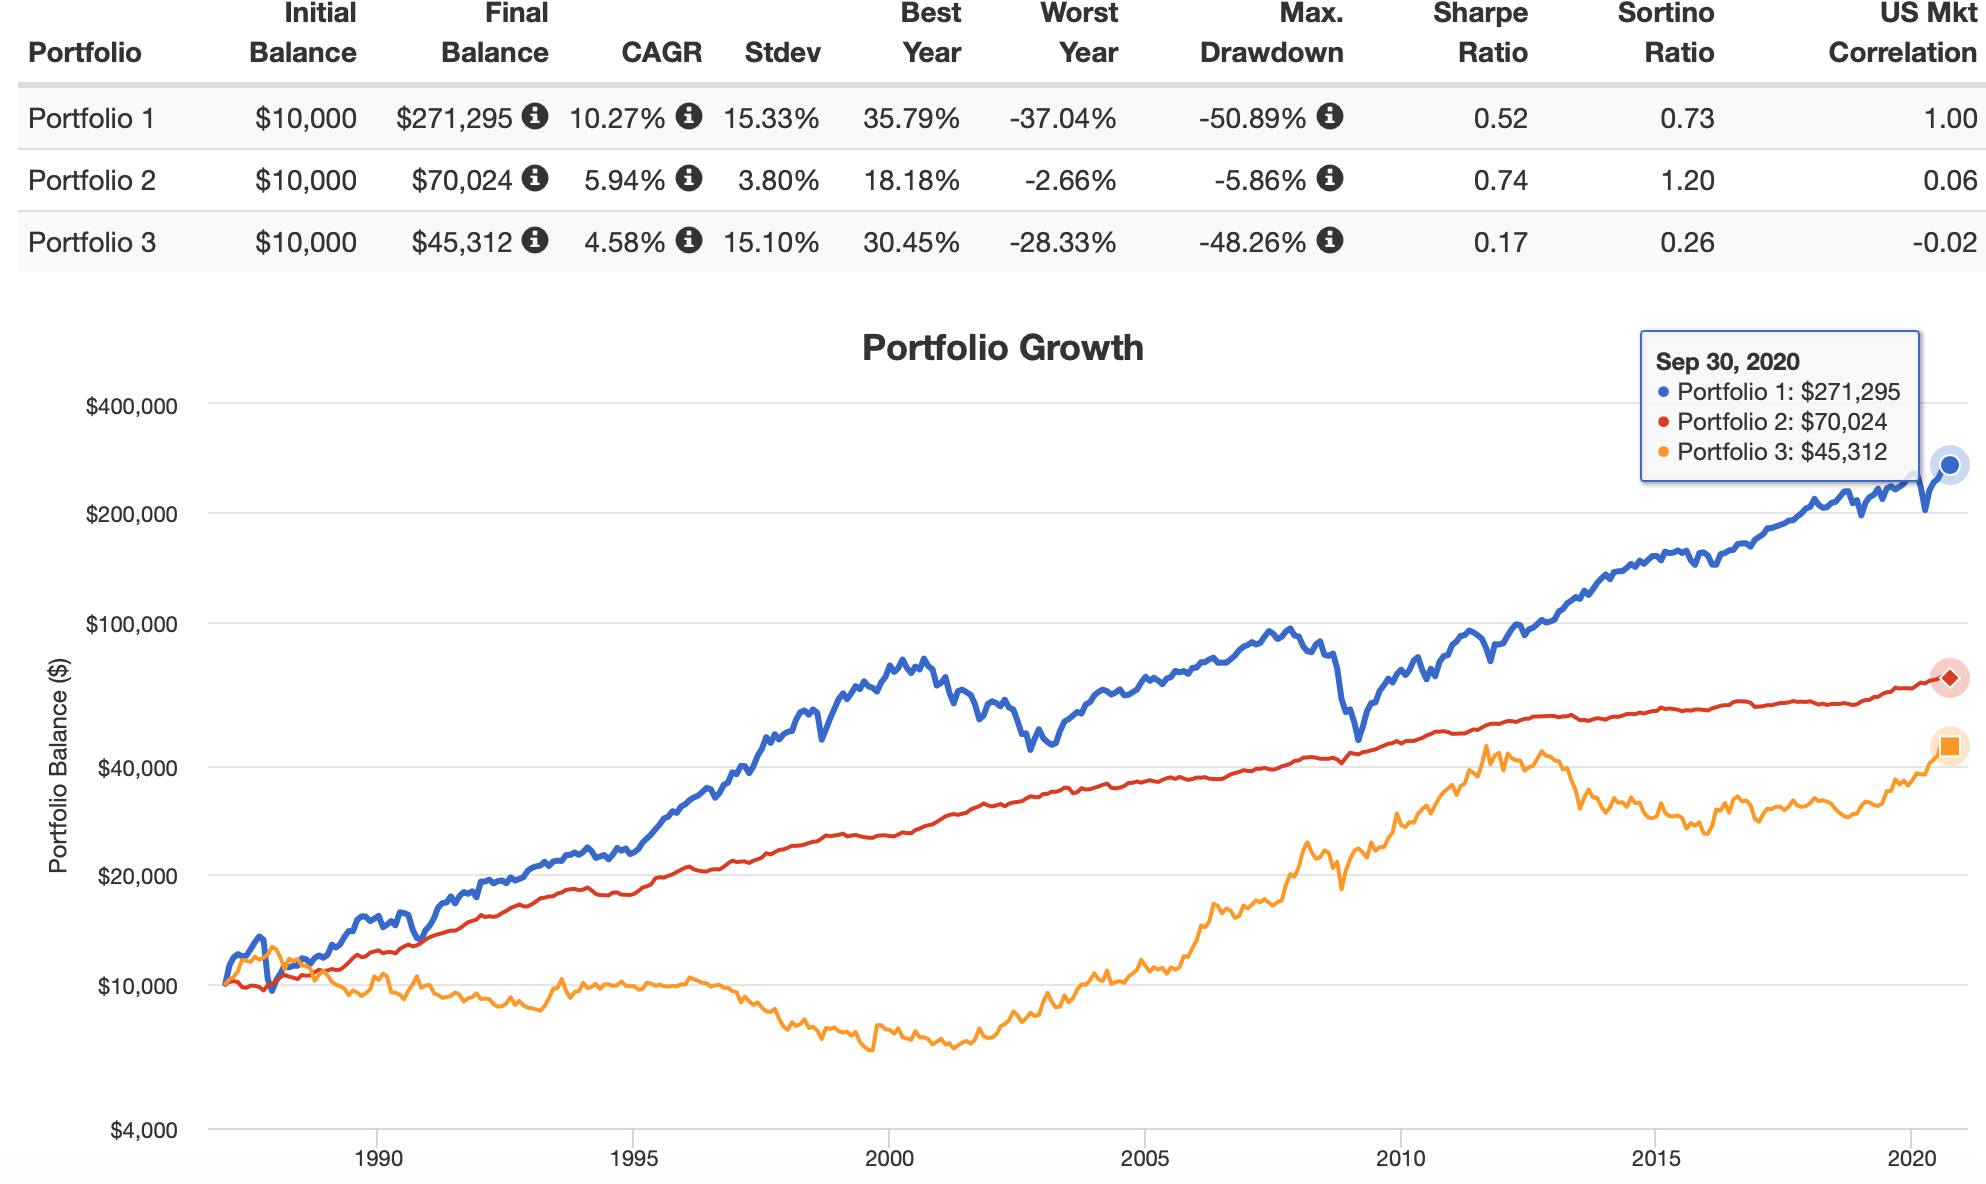 Portfolio Initial Balance Final Balance CAGR Stdev Best Year Worst Year Max. Drawdown Sharpe Ratio Sortino Ratio US Mkt Correlation
Portfolio 1 $10,000 $271,295 10.27% 15.33% 35.79% -37.04% -50.89% 0.52 0.73 1.00
Portfolio 2 $10,000 $70,024 5.94% 3.80% 18.18% -2.66% -5.86% 0.74 1.20 0.06
Portfolio 3 $10,000 $45,312 4.58% 15.10% 30.45% -28.33% -48.26% 0.17 0.26 -0.02
Portfolio Growth
Sep 30, 2020
Portfolio 1: $271,295
Portfolio 2: $70,024
Portfolio 3: $45,312
Portfolio Balance ($)
$400,000
$200,000
$100,000
$40,000
$20,000
$10,000
$4,000
1990 1995 2000 2005 2010 2015 2020